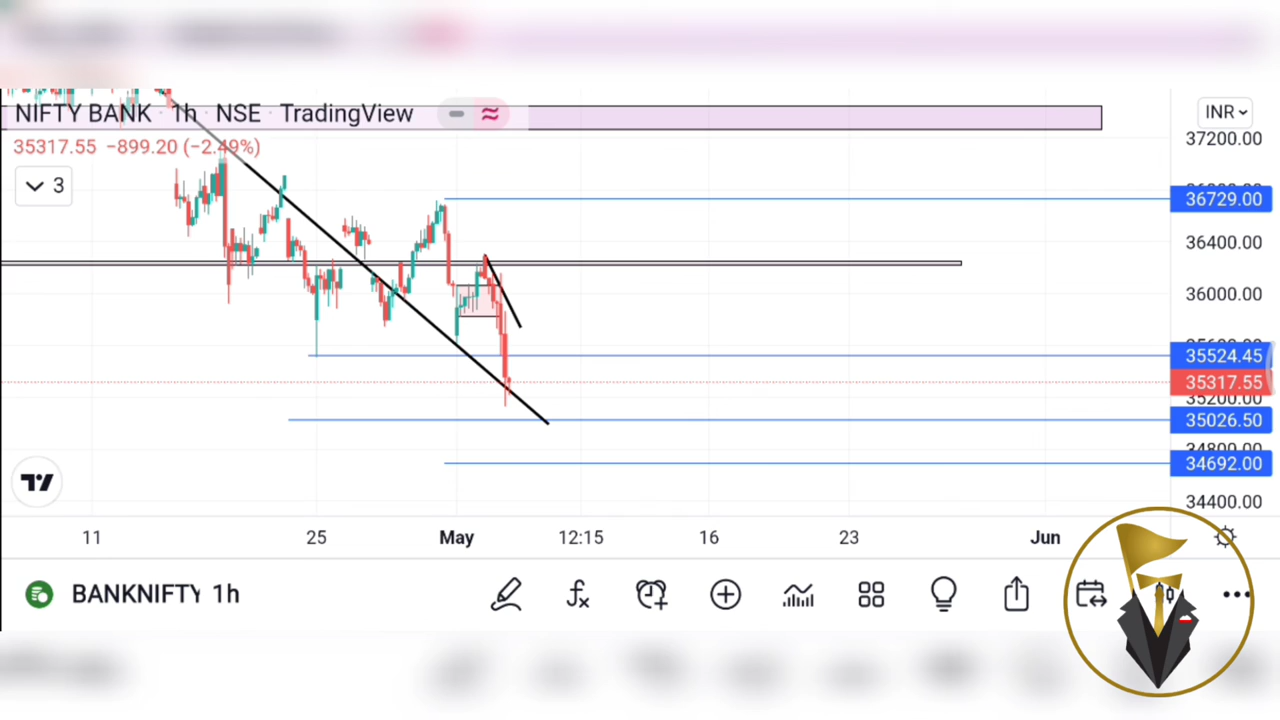 NIFTY BANK · 1h · NSE TradingView
INR
35317.55 −899.20 (−2.49%)
3
37200.00
36729.00
36400.00
36000.00
35524.45
35317.55
35200.00
35026.50
34800.00
34692.00
34400.00
11 25 May 12:15 16 23 Jun
BANKNIFTY 1h